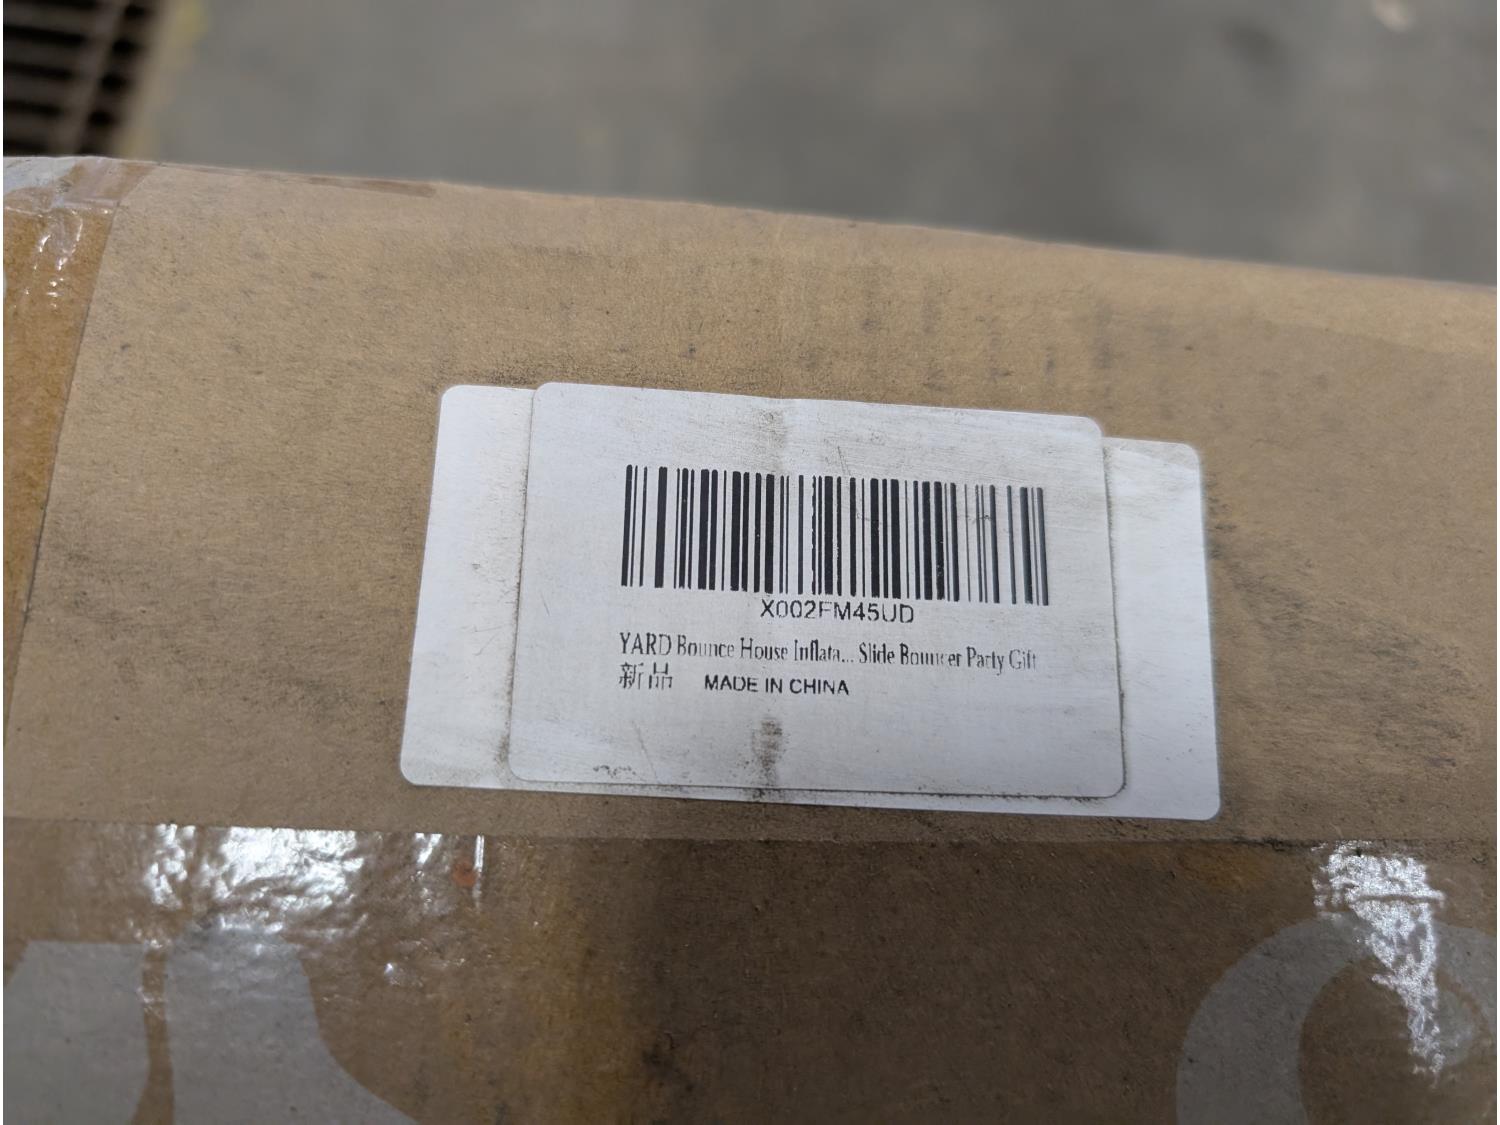 X002FM45UD
YARD Bounce House Inflata... Slide Bouncer Party Gift
新品 MADE IN CHINA